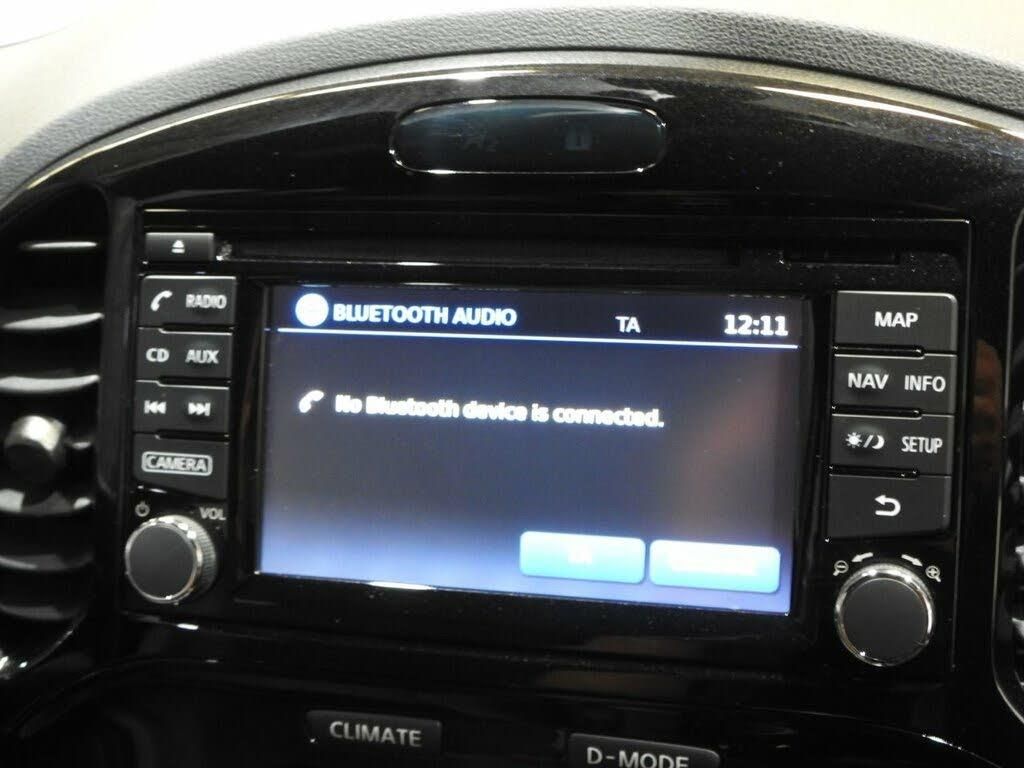 RADIO
CD AUX
CAMERA
VOL
BLUETOOTH AUDIO TA 12:11
No Bluetooth device is connected.
MAP
NAV INFO
SETUP
CLIMATE
D-MODE